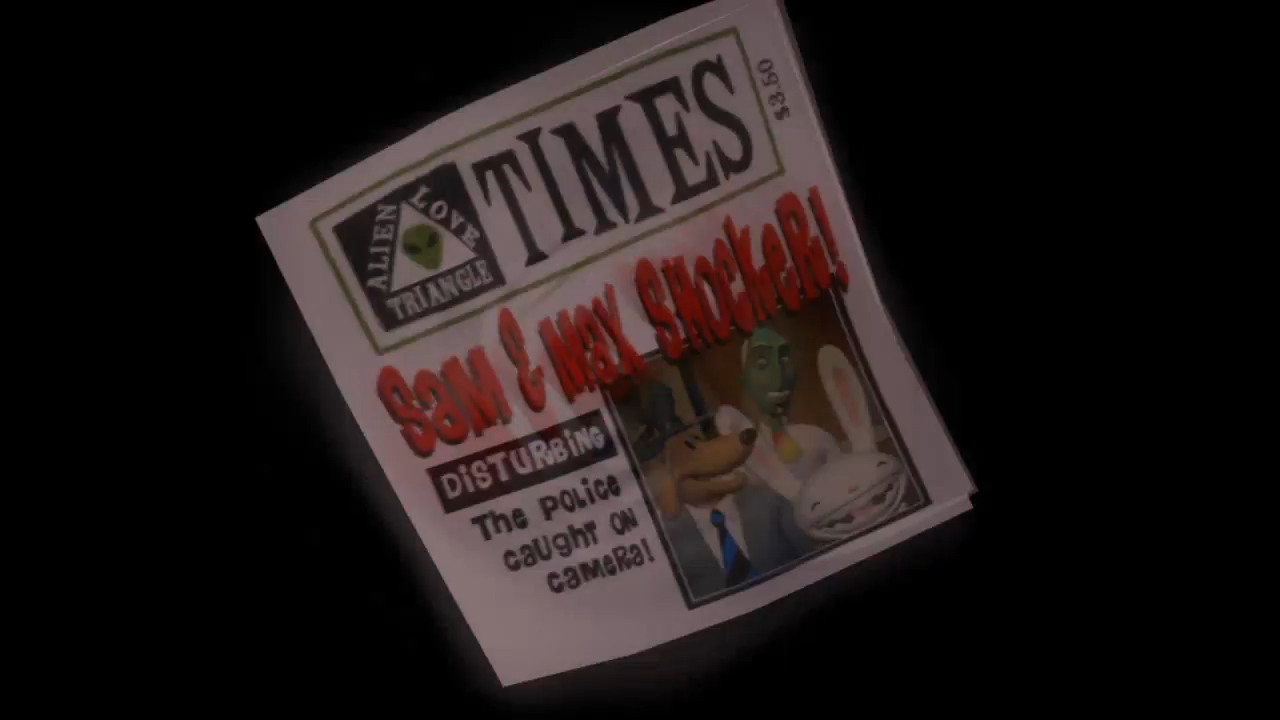 ALIEN LOVE TRIANGLE
TIMES
$3.50
Sam & Max Shocker!
DiSTURBiNG
The Police
caught on
camera!